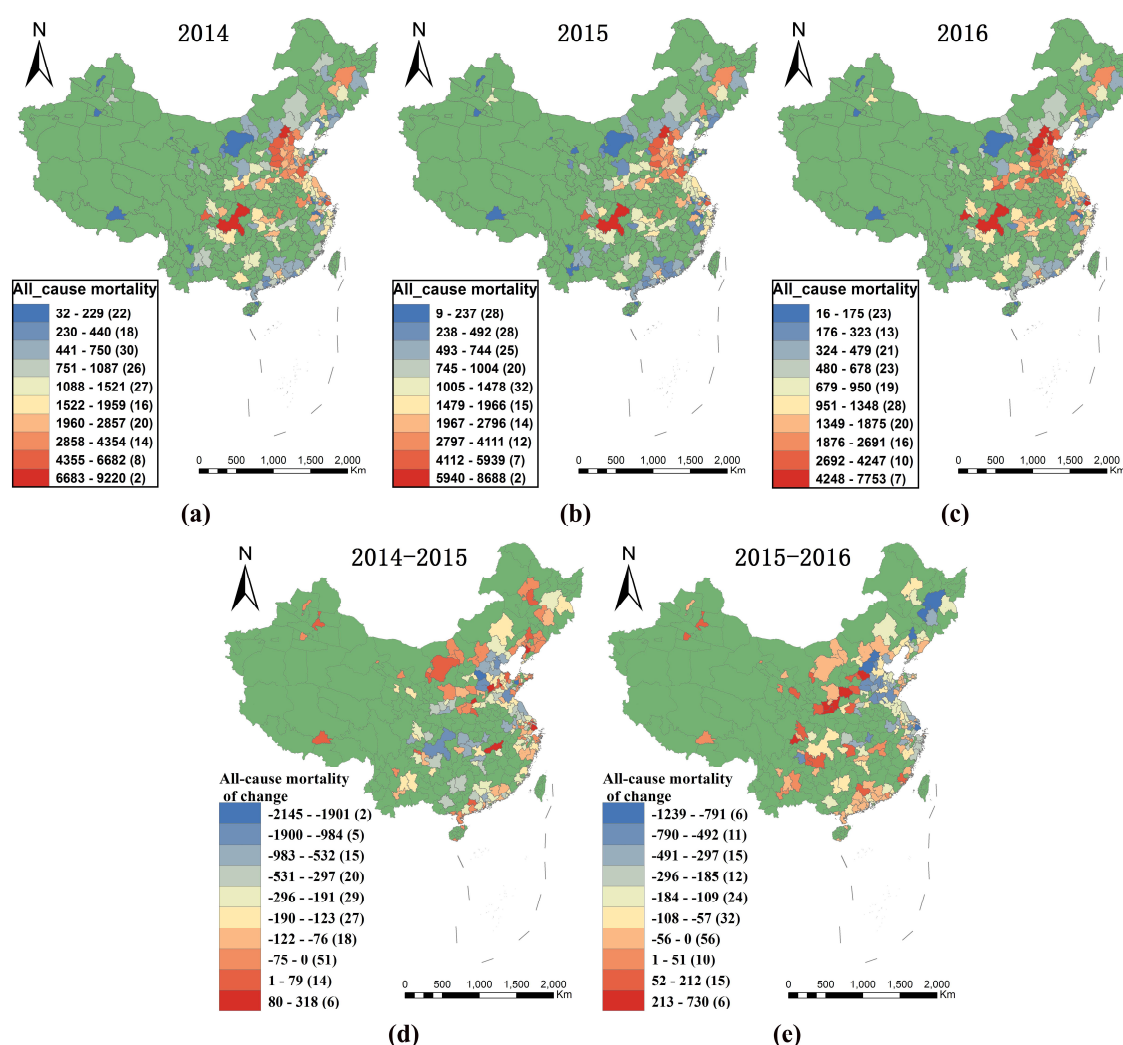 N
2014
All_cause mortality
32 - 229 (22)
230 - 440 (18)
441 - 750 (30)
751 - 1087 (26)
1088 - 1521 (27)
1522 - 1959 (16)
1960 - 2857 (20)
2858 - 4354 (14)
4355 - 6682 (8)
6683 - 9220 (2)
0 500 1,000 1,500 2,000
Km
(a)
N
2015
All_cause mortality
9 - 237 (28)
238 - 492 (28)
493 - 744 (25)
745 - 1004 (20)
1005 - 1478 (32)
1479 - 1966 (15)
1967 - 2796 (14)
2797 - 4111 (12)
4112 - 5939 (7)
5940 - 8688 (2)
0 500 1,000 1,500 2,000
Km
(b)
N
2016
All_cause mortality
16 - 175 (23)
176 - 323 (13)
324 - 479 (21)
480 - 678 (23)
679 - 950 (19)
951 - 1348 (28)
1349 - 1875 (20)
1876 - 2691 (16)
2692 - 4247 (10)
4248 - 7753 (7)
0 500 1,000 1,500 2,000
Km
(c)
N
2014-2015
All-cause mortality
of change
-2145 - -1901 (2)
-1900 - -984 (5)
-983 - -532 (15)
-531 - -297 (20)
-296 - -191 (29)
-190 - -123 (27)
-122 - -76 (18)
-75 - 0 (51)
1 - 79 (14)
80 - 318 (6)
0 500 1,000 1,500 2,000
Km
(d)
N
2015-2016
All-cause mortality
of change
-1239 - -791 (6)
-790 - -492 (11)
-491 - -297 (15)
-296 - -185 (12)
-184 - -109 (24)
-108 - -57 (32)
-56 - 0 (56)
1 - 51 (10)
52 - 212 (15)
213 - 730 (6)
0 500 1,000 1,500 2,000
Km
(e)